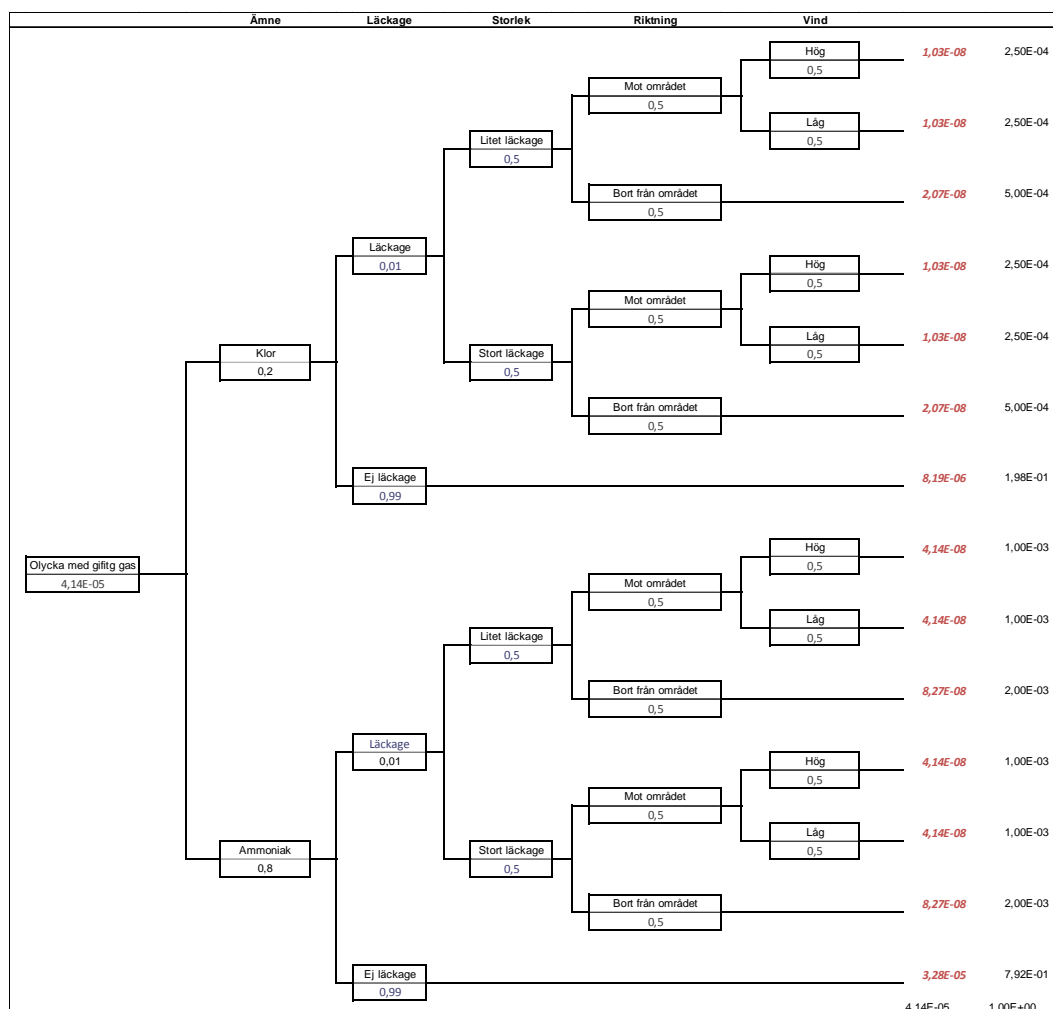 Ämne Läckage Storlek Riktning Vind
Hög 1,03E-08 2,50E-04
0,5
Mot området
0,5
Låg 1,03E-08 2,50E-04
0,5
Litet läckage
0,5
Bort från området 2,07E-08 5,00E-04
0,5
Läckage
0,01
Hög 1,03E-08 2,50E-04
0,5
Mot området
0,5
Låg 1,03E-08 2,50E-04
0,5
Klor
0,2
Stort läckage
0,5
Bort från området 2,07E-08 5,00E-04
0,5
Ej läckage 8,19E-06 1,98E-01
0,99
Hög 4,14E-08 1,00E-03
0,5
Olycka med gifitg gas
4,14E-05
Mot området
0,5
Låg 4,14E-08 1,00E-03
0,5
Litet läckage
0,5
Bort från området 8,27E-08 2,00E-03
0,5
Läckage
0,01
Hög 4,14E-08 1,00E-03
0,5
Mot området
0,5
Låg 4,14E-08 1,00E-03
0,5
Ammoniak
0,8
Stort läckage
0,5
Bort från området 8,27E-08 2,00E-03
0,5
Ej läckage 3,28E-05 7,92E-01
0,99
4,14E-05 1,00E+00